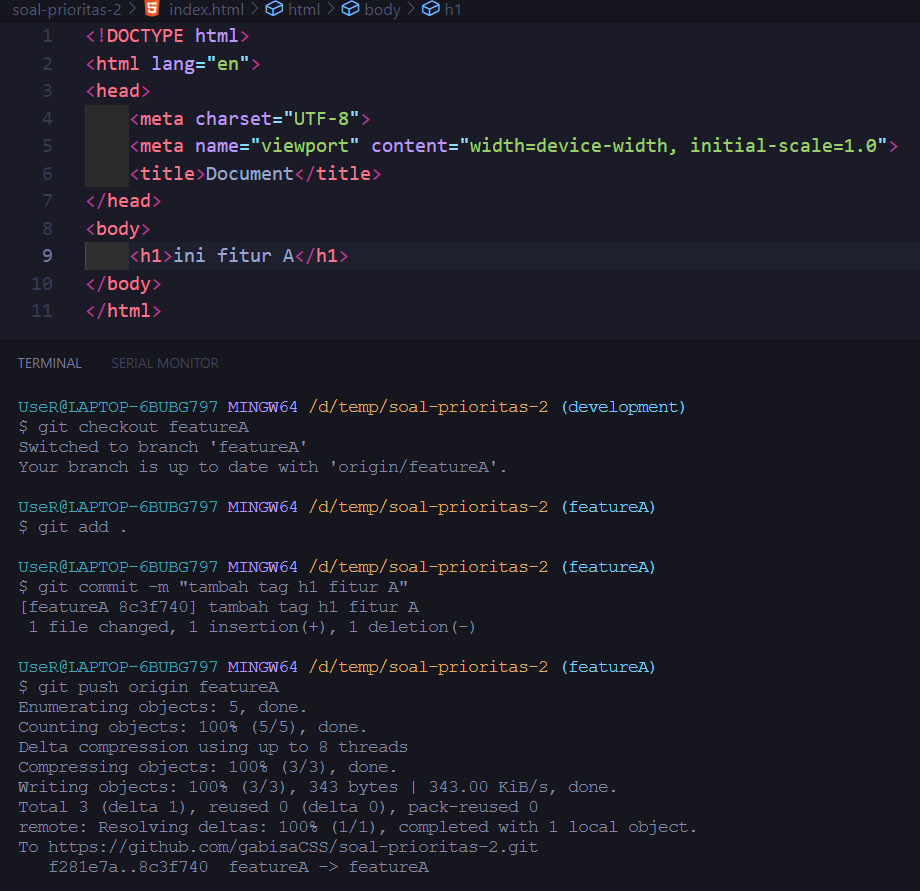 soal-prioritas-2 > index.html > html > body > h1
1 <!DOCTYPE html>
2 <html lang="en">
3 <head>
4     <meta charset="UTF-8">
5     <meta name="viewport" content="width=device-width, initial-scale=1.0">
6     <title>Document</title>
7 </head>
8 <body>
9     <h1>ini fitur A</h1>
10 </body>
11 </html>
TERMINAL SERIAL MONITOR
UseR@LAPTOP-6BUBG797 MINGW64 /d/temp/soal-prioritas-2 (development)
$ git checkout featureA
Switched to branch 'featureA'
Your branch is up to date with 'origin/featureA'.
UseR@LAPTOP-6BUBG797 MINGW64 /d/temp/soal-prioritas-2 (featureA)
$ git add .
UseR@LAPTOP-6BUBG797 MINGW64 /d/temp/soal-prioritas-2 (featureA)
$ git commit -m "tambah tag h1 fitur A"
[featureA 8c3f740] tambah tag h1 fitur A
 1 file changed, 1 insertion(+), 1 deletion(-)
UseR@LAPTOP-6BUBG797 MINGW64 /d/temp/soal-prioritas-2 (featureA)
$ git push origin featureA
Enumerating objects: 5, done.
Counting objects: 100% (5/5), done.
Delta compression using up to 8 threads
Compressing objects: 100% (3/3), done.
Writing objects: 100% (3/3), 343 bytes | 343.00 KiB/s, done.
Total 3 (delta 1), reused 0 (delta 0), pack-reused 0
remote: Resolving deltas: 100% (1/1), completed with 1 local object.
To https://github.com/gabisaCSS/soal-prioritas-2.git
   f281e7a..8c3f740  featureA -> featureA